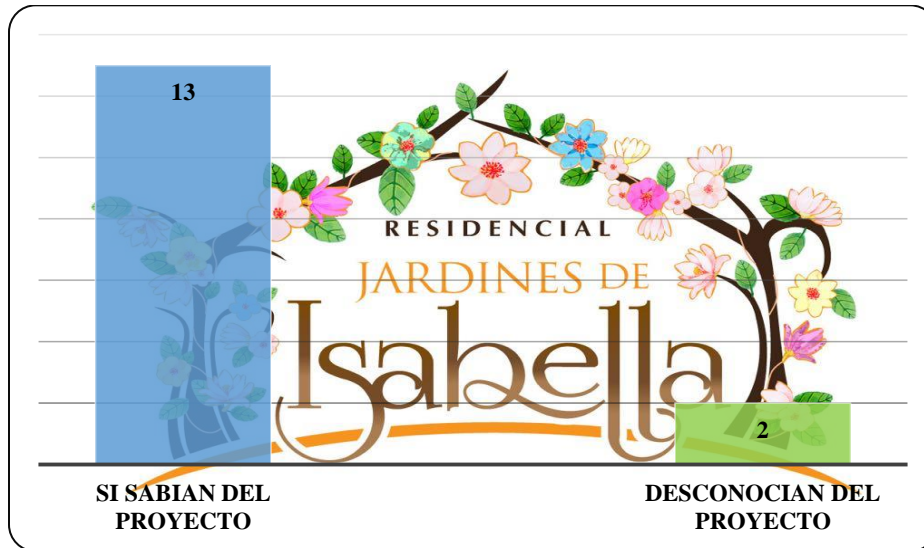 13
RESIDENCIAL
JARDINES DE
Isabella
2
SI SABIAN DEL
PROYECTO
DESCONOCIAN DEL
PROYECTO